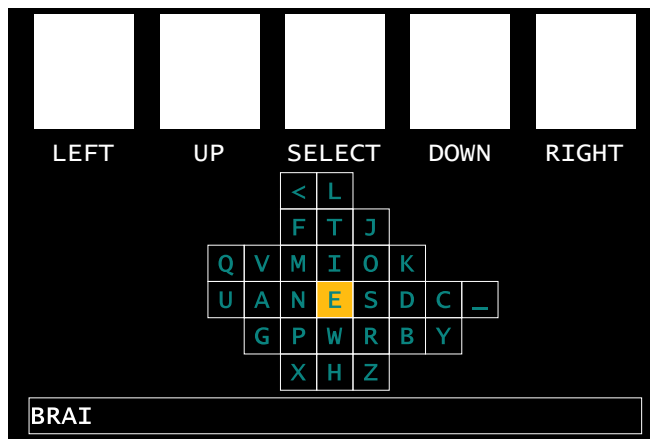 LEFT UP SELECT DOWN RIGHT
< L
F T J
Q V M I O K
U A N E S D C _
G P W R B Y
X H Z
BRAI